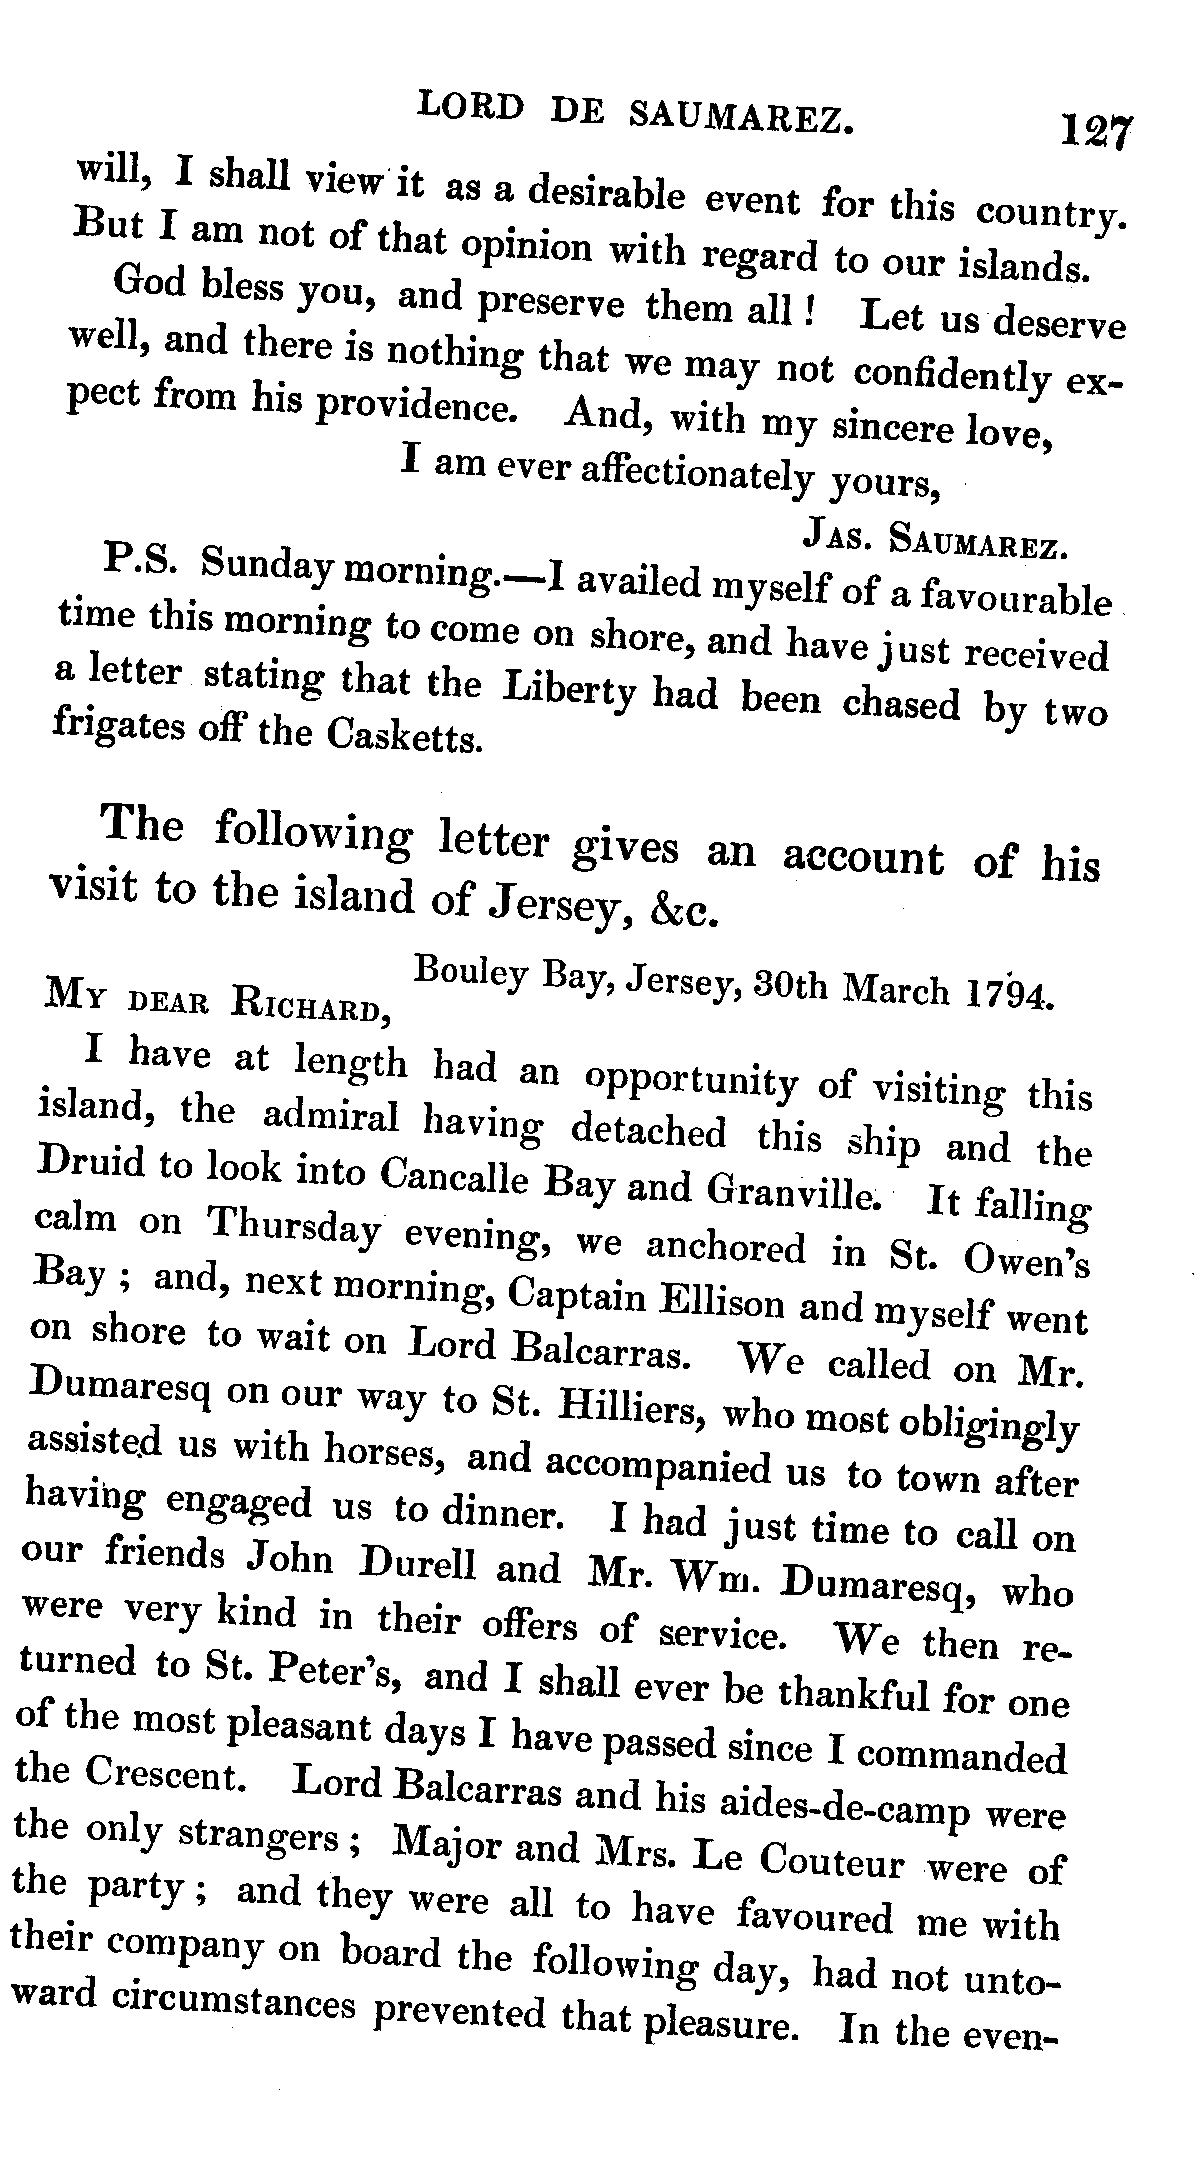 LORD DE SAUMAREZ. 127
will, I shall view it as a desirable event for this country.
But I am not of that opinion with regard to our islands.
God bless you, and preserve them all ! Let us deserve
well, and there is nothing that we may not confidently ex-
pect from his providence. And, with my sincere love,
I am ever affectionately yours,
JAS. SAUMAREZ.
P.S. Sunday morning.—I availed myself of a favourable
time this morning to come on shore, and have just received
a letter stating that the Liberty had been chased by two
frigates off the Casketts.
The following letter gives an account of his
visit to the island of Jersey, &c.
Bouley Bay, Jersey, 30th March 1794.
MY DEAR RICHARD,
I have at length had an opportunity of visiting this
island, the admiral having detached this ship and the
Druid to look into Cancalle Bay and Granville. It falling
calm on Thursday evening, we anchored in St. Owen's
Bay ; and, next morning, Captain Ellison and myself went
on shore to wait on Lord Balcarras. We called on Mr.
Dumaresq on our way to St. Hilliers, who most obligingly
assisted us with horses, and accompanied us to town after
having engaged us to dinner. I had just time to call on
our friends John Durell and Mr. Wm. Dumaresq, who
were very kind in their offers of service. We then re-
turned to St. Peter's, and I shall ever be thankful for one
of the most pleasant days I have passed since I commanded
the Crescent. Lord Balcarras and his aides-de-camp were
the only strangers ; Major and Mrs. Le Couteur were of
the party ; and they were all to have favoured me with
their company on board the following day, had not unto-
ward circumstances prevented that pleasure. In the even-